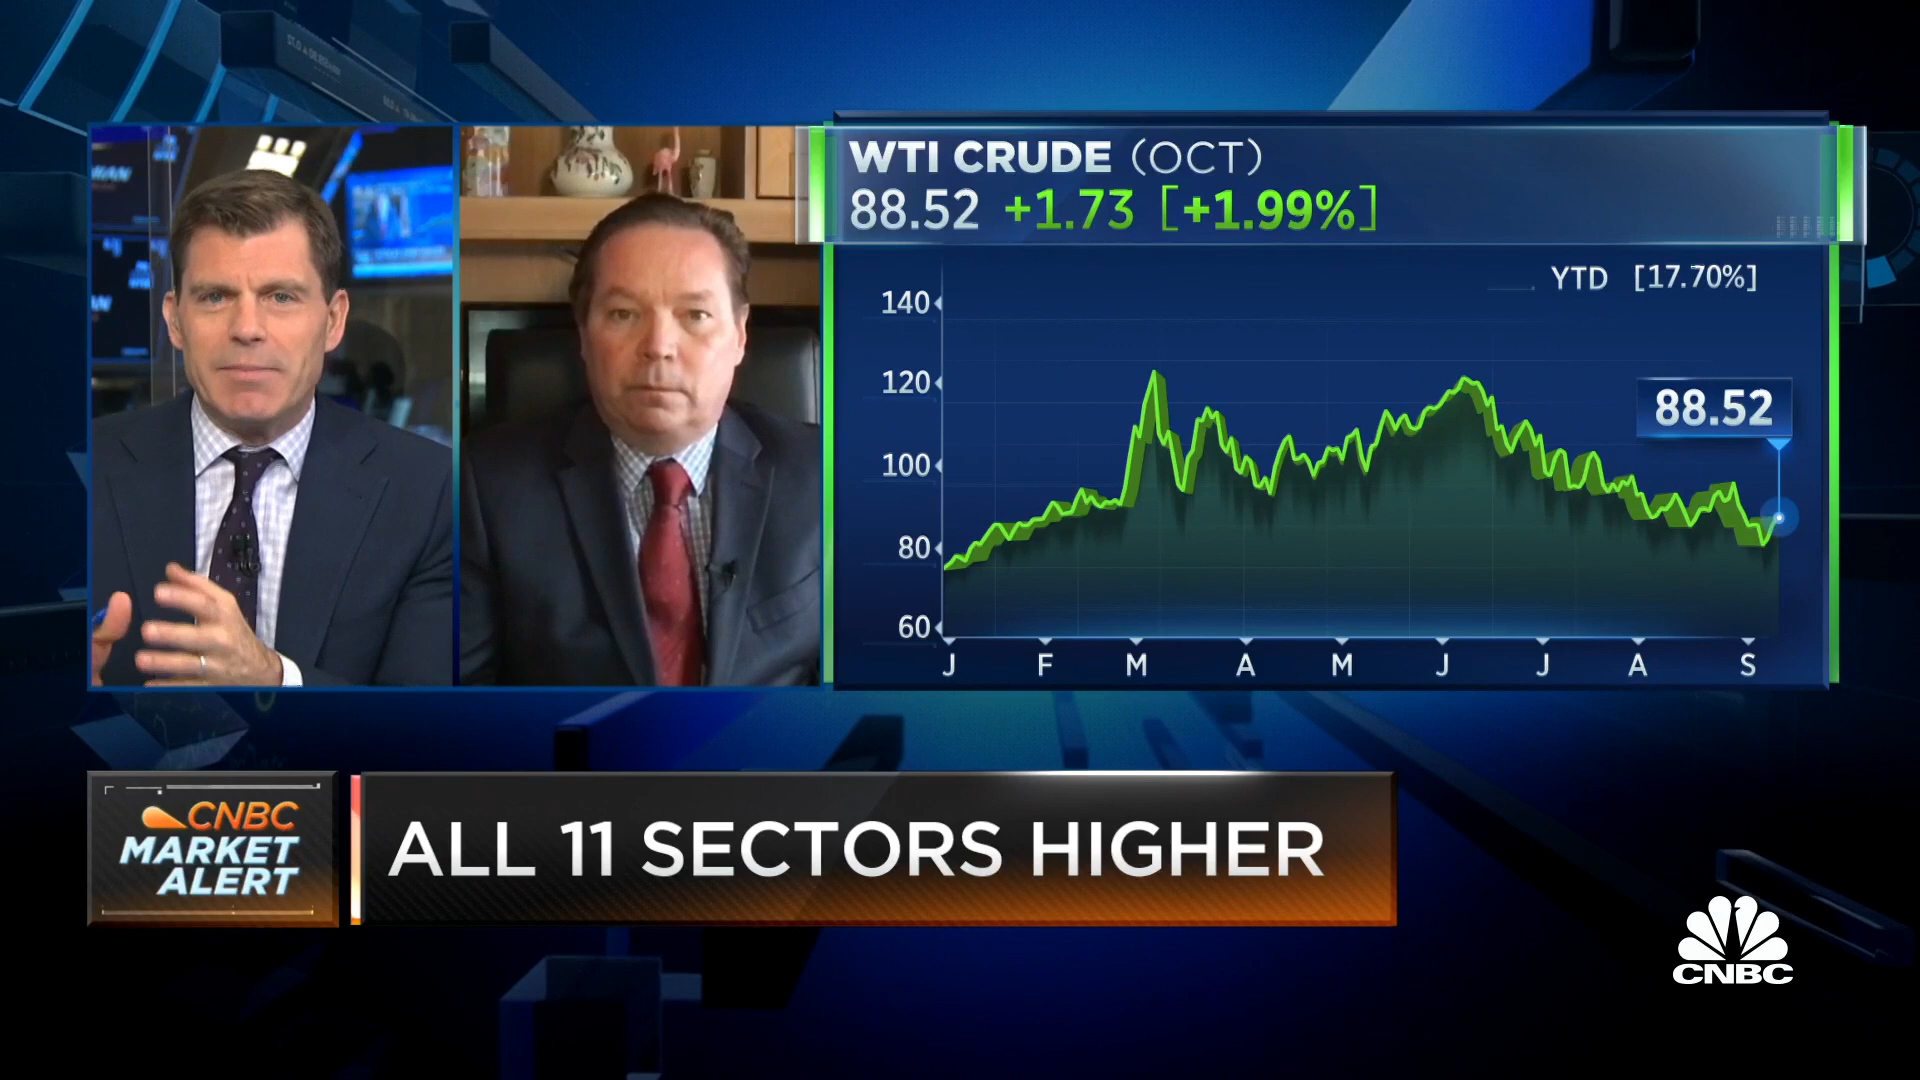 WTI CRUDE (OCT)
88.52 +1.73 [+1.99%]
YTD [17.70%]
140
120
100
80
60
88.52
J F M A M J J A S
CNBC
MARKET
ALERT
ALL 11 SECTORS HIGHER
CNBC